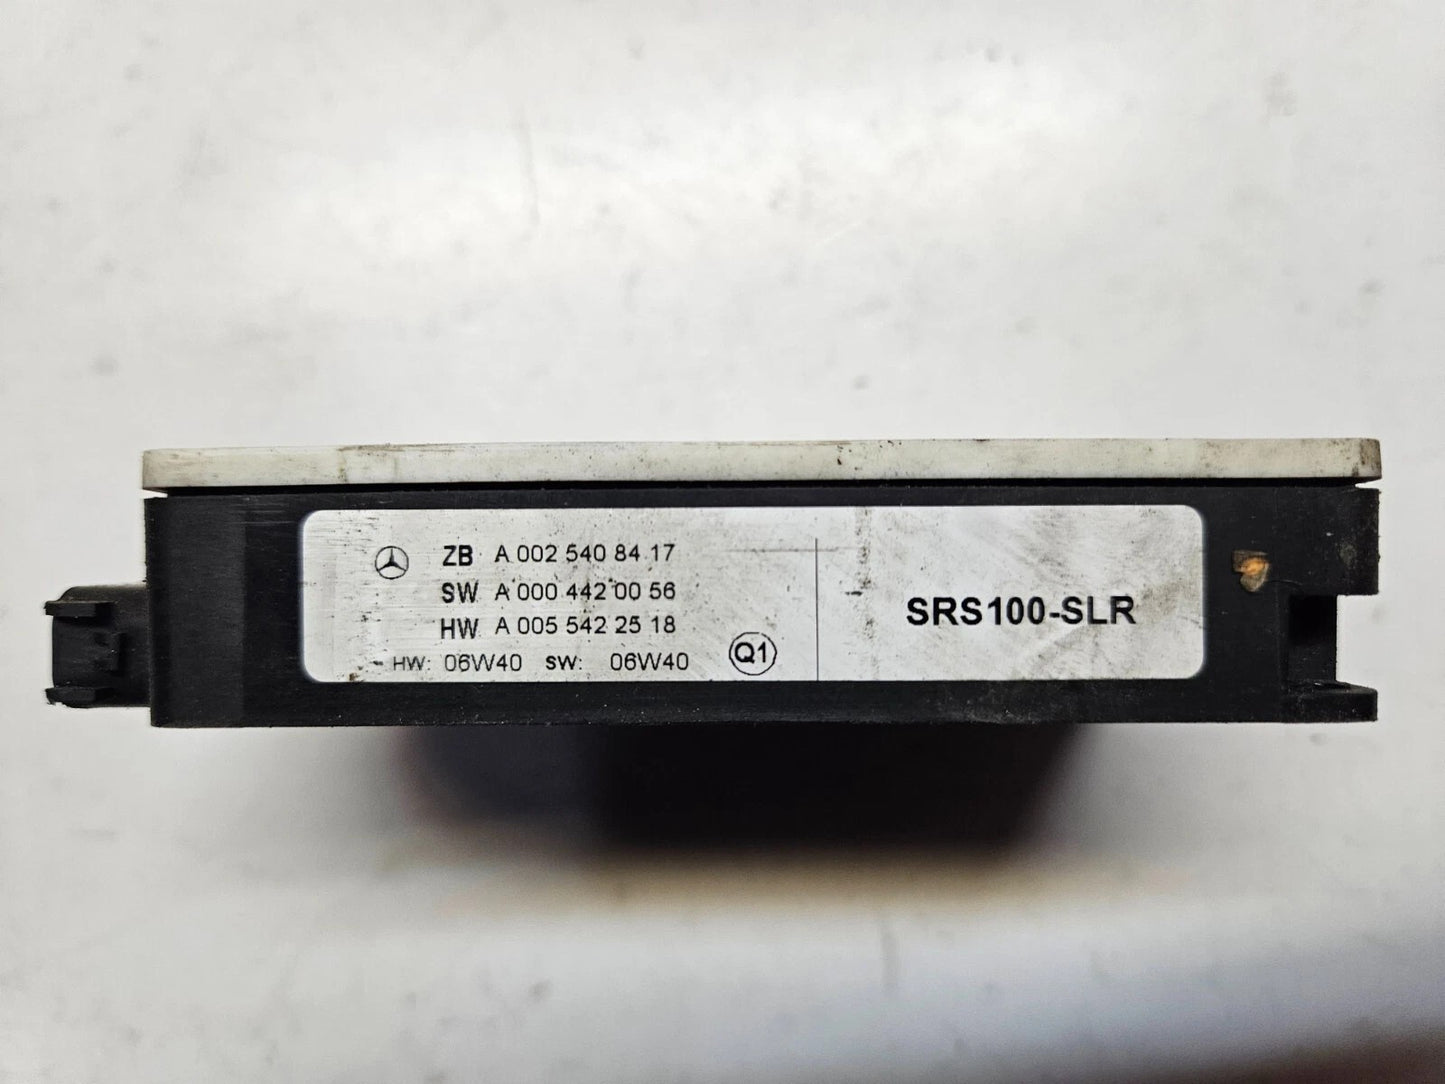 ZB A 002 540 84 17
SW A 000 442 00 56
HW A 005 542 25 18
HW: 06W40 SW: 06W40
Q1
SRS100-SLR